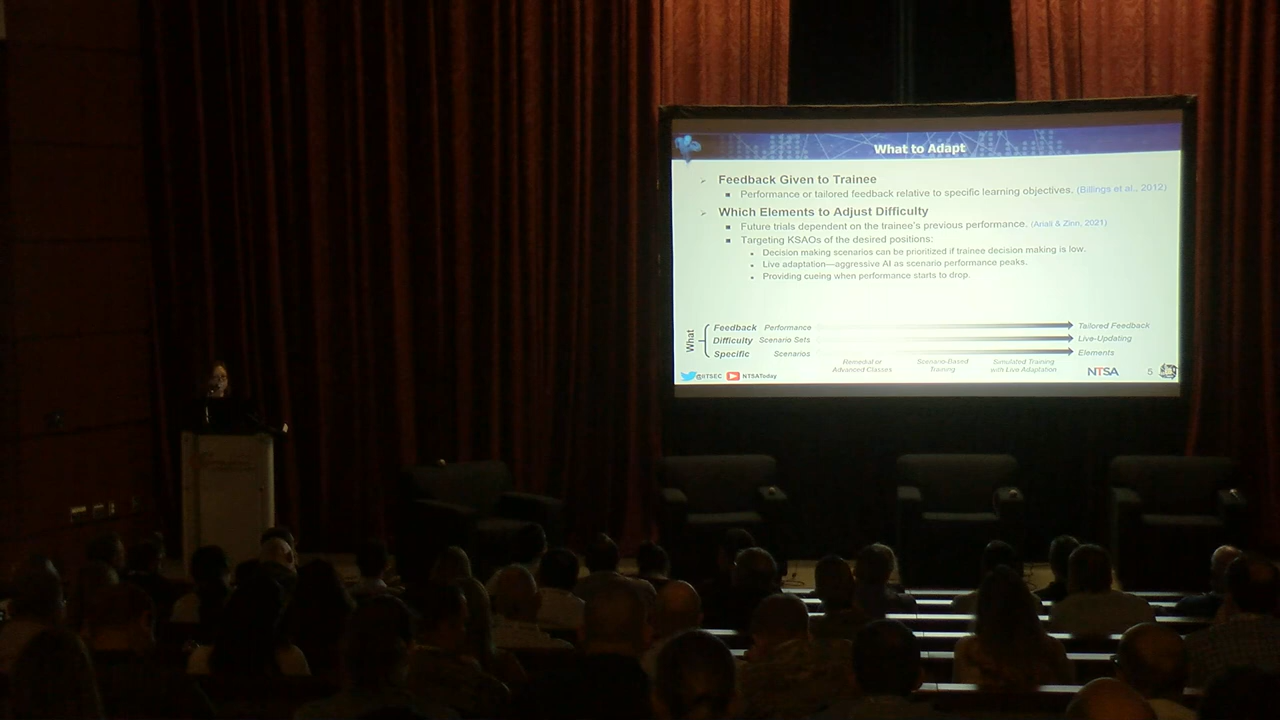 What to Adapt
Feedback Given to Trainee
Performance or tailored feedback relative to specific learning objectives. (Billings et al., 2012)
Which Elements to Adjust Difficulty
Future trials dependent on the trainee's previous performance. (Ariali & Zinn, 2021)
Targeting KSAOs of the desired positions:
Decision making scenarios can be prioritized if trainee decision making is low.
Live adaptation—aggressive AI as scenario performance peaks.
Providing cueing when performance starts to drop.
What
Feedback Performance Tailored Feedback
Difficulty Scenario Sets Live-Updating
Specific Scenarios Elements
Remedial or Advanced Classes
Scenario-Based Training
Simulated Training with Live Adaptation
@IITSEC NTSAToday NTSA 5